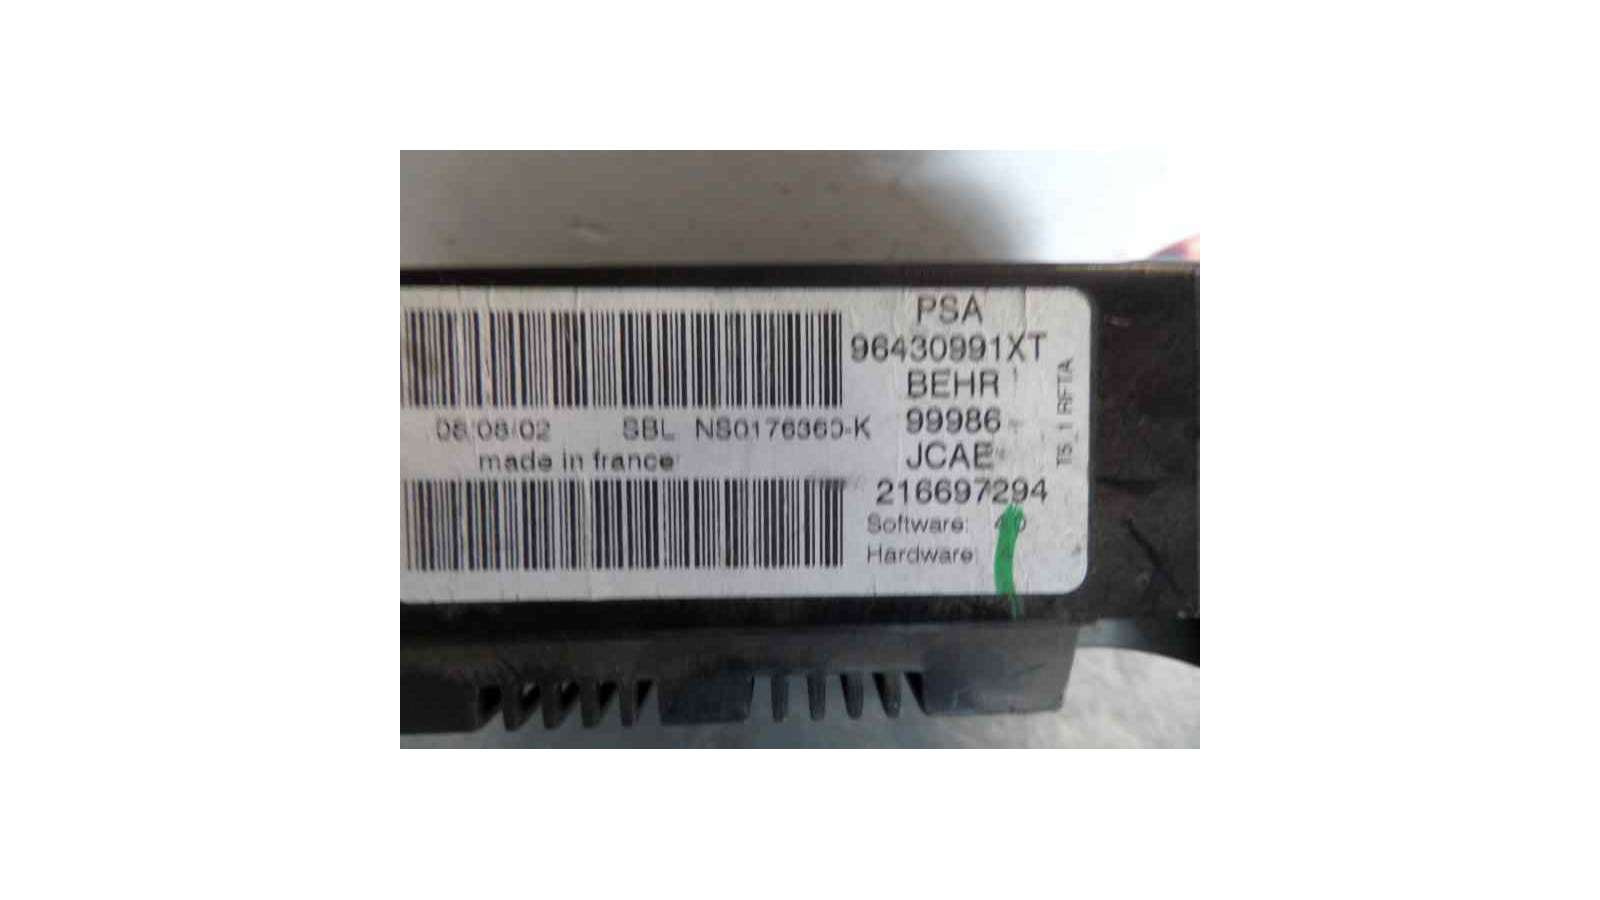 PSA
96430991XT
BEHR
99986
JCAE
216697294
Software:
Hardware
08/08/02 SBL NS0176360-K
made in france
T5_1 RFTA